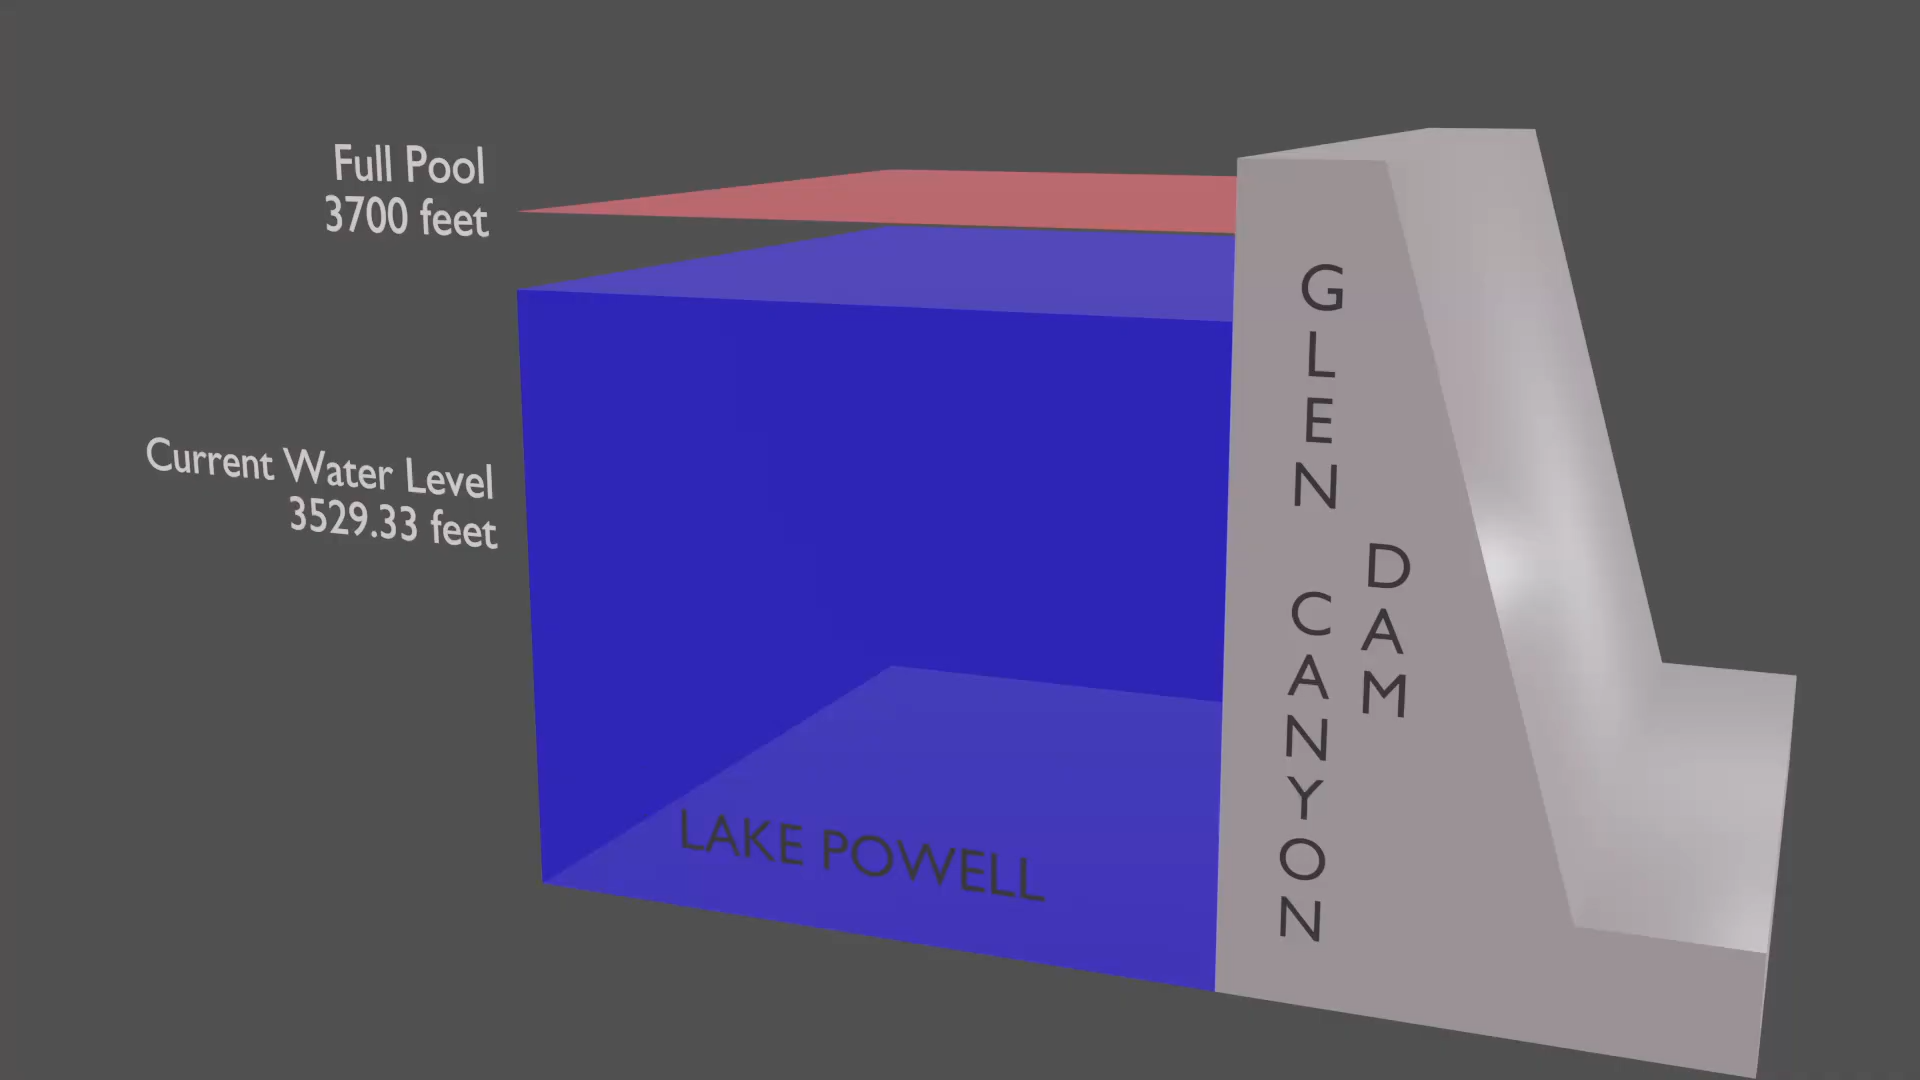 Full Pool
3700 feet
Current Water Level
3529.33 feet
LAKE POWELL
GLEN CANYON
DAM